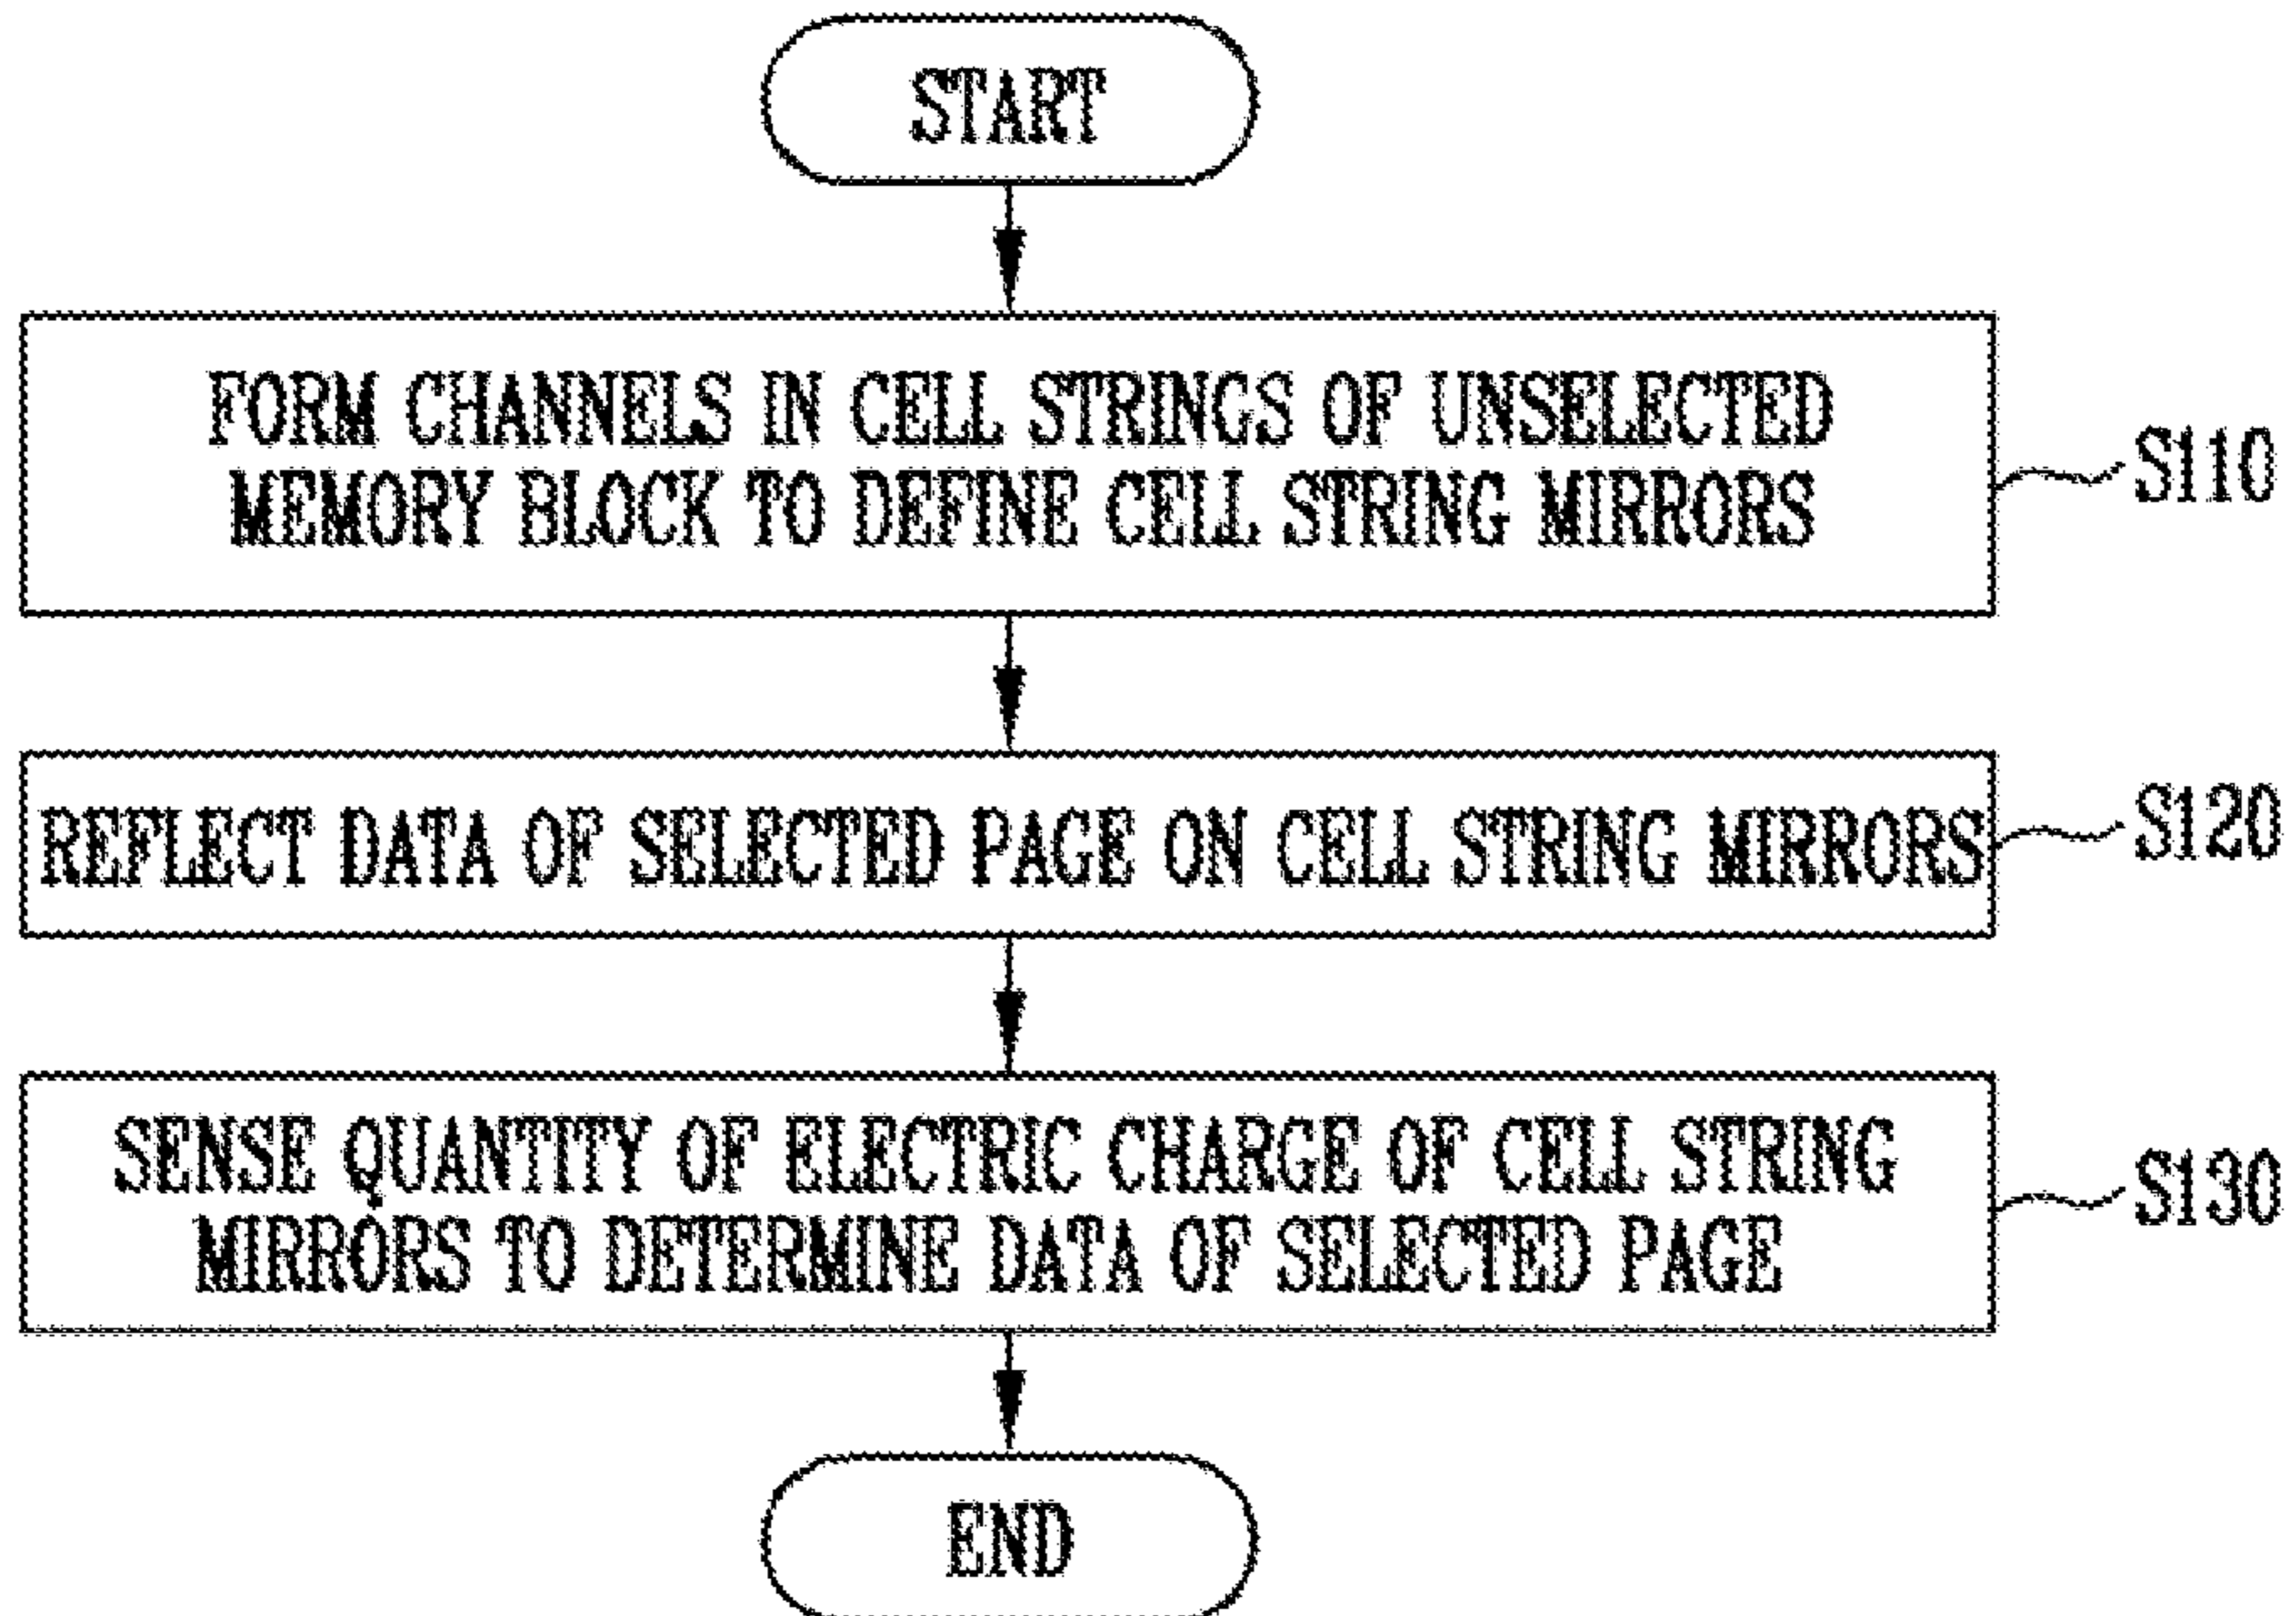 START
FORM CHANNELS IN CELL STRINGS OF UNSELECTED
MEMORY BLOCK TO DEFINE CELL STRING MIRRORS
S110
REFLECT DATA OF SELECTED PAGE ON CELL STRING MIRRORS
S120
SENSE QUANTITY OF ELECTRIC CHARGE OF CELL STRING
MIRRORS TO DETERMINE DATA OF SELECTED PAGE
S130
END